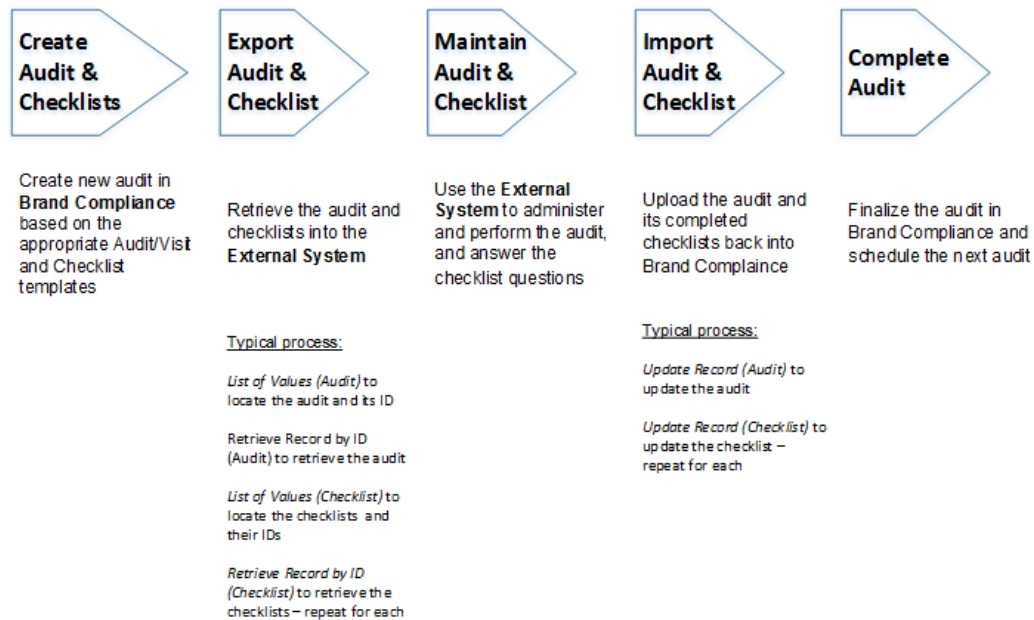 Create
Audit &
Checklists
Export
Audit &
Checklist
Maintain
Audit &
Checklist
Import
Audit &
Checklist
Complete
Audit
Create new audit in
Brand Compliance
based on the
appropriate Audit/Visit
and Checklist
templates
Retrieve the audit and
checklists into the
External System
Typical process:
List of Values (Audit) to
locate the audit and its ID
Retrieve Record by ID
(Audit) to retrieve the audit
List of Values (Checklist) to
locate the checklists and
their IDs
Retrieve Record by ID
(Checklist) to retrieve the
checklists – repeat for each
Use the External
System to administer
and perform the audit,
and answer the
checklist questions
Upload the audit and
its completed
checklists back into
Brand Complaince
Typical process:
Update Record (Audit) to
update the audit
Update Record (Checklist) to
update the checklist –
repeat for each
Finalize the audit in
Brand Compliance and
schedule the next audit